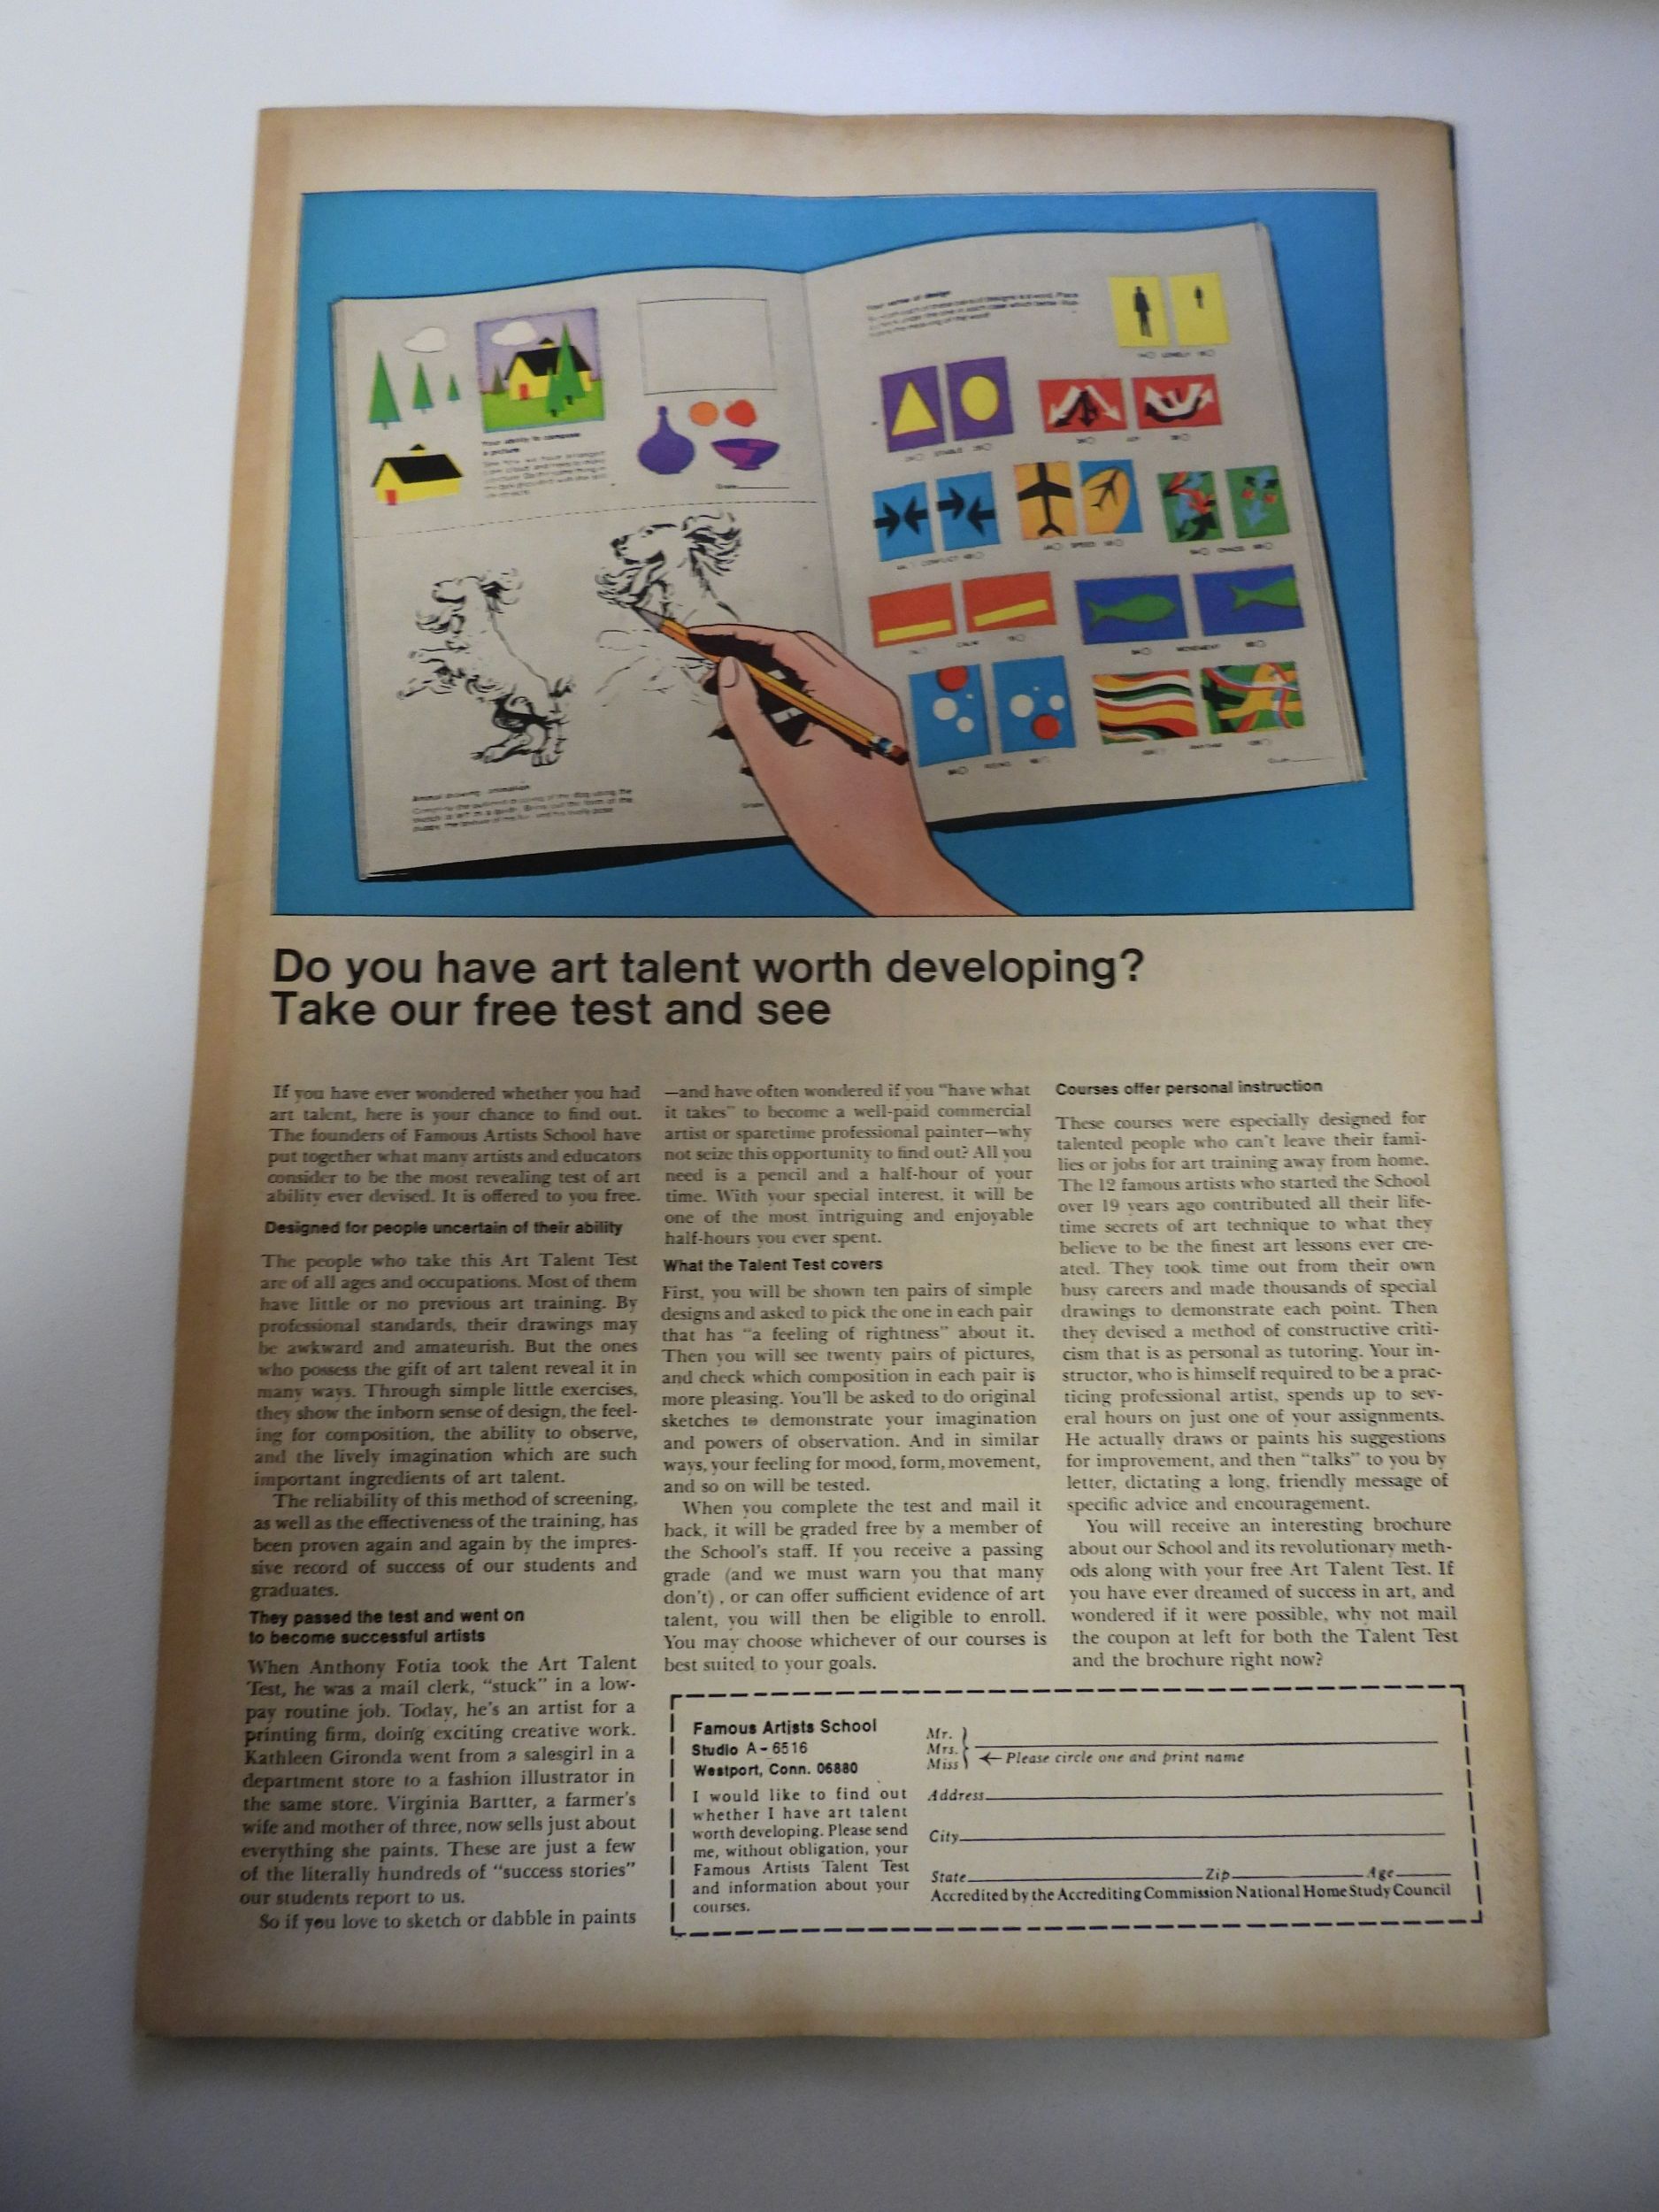 Your sense of design
Your ability to compose
a picture
LONELY
STABLE
CONFLICT
SPEED
CHAOS
CALM
MOVEMENT
Animal drawing - animation
Do you have art talent worth developing?
Take our free test and see
If you have ever wondered whether you had
art talent, here is your chance to find out.
The founders of Famous Artists School have
put together what many artists and educators
consider to be the most revealing test of art
ability ever devised. It is offered to you free.
Designed for people uncertain of their ability
The people who take this Art Talent Test
are of all ages and occupations. Most of them
have little or no previous art training. By
professional standards, their drawings may
be awkward and amateurish. But the ones
who possess the gift of art talent reveal it in
many ways. Through simple little exercises,
they show the inborn sense of design, the feel-
ing for composition, the ability to observe,
and the lively imagination which are such
important ingredients of art talent.
The reliability of this method of screening,
as well as the effectiveness of the training, has
been proven again and again by the impres-
sive record of success of our students and
graduates.
They passed the test and went on
to become successful artists
When Anthony Fotia took the Art Talent
Test, he was a mail clerk, "stuck" in a low-
pay routine job. Today, he's an artist for a
printing firm, doing exciting creative work.
Kathleen Gironda went from a salesgirl in a
department store to a fashion illustrator in
the same store. Virginia Bartter, a farmer's
wife and mother of three, now sells just about
everything she paints. These are just a few
of the literally hundreds of "success stories"
our students report to us.
So if you love to sketch or dabble in paints
—and have often wondered if you "have what
it takes" to become a well-paid commercial
artist or sparetime professional painter—why
not seize this opportunity to find out? All you
need is a pencil and a half-hour of your
time. With your special interest, it will be
one of the most intriguing and enjoyable
half-hours you ever spent.
What the Talent Test covers
First, you will be shown ten pairs of simple
designs and asked to pick the one in each pair
that has "a feeling of rightness" about it.
Then you will see twenty pairs of pictures,
and check which composition in each pair is
more pleasing. You'll be asked to do original
sketches to demonstrate your imagination
and powers of observation. And in similar
ways, your feeling for mood, form, movement,
and so on will be tested.
When you complete the test and mail it
back, it will be graded free by a member of
the School's staff. If you receive a passing
grade (and we must warn you that many
don't), or can offer sufficient evidence of art
talent, you will then be eligible to enroll.
You may choose whichever of our courses is
best suited to your goals.
Courses offer personal instruction
These courses were especially designed for
talented people who can't leave their fami-
lies or jobs for art training away from home.
The 12 famous artists who started the School
over 19 years ago contributed all their life-
time secrets of art technique to what they
believe to be the finest art lessons ever cre-
ated. They took time out from their own
busy careers and made thousands of special
drawings to demonstrate each point. Then
they devised a method of constructive criti-
cism that is as personal as tutoring. Your in-
structor, who is himself required to be a prac-
ticing professional artist, spends up to sev-
eral hours on just one of your assignments.
He actually draws or paints his suggestions
for improvement, and then "talks" to you by
letter, dictating a long, friendly message of
specific advice and encouragement.
You will receive an interesting brochure
about our School and its revolutionary meth-
ods along with your free Art Talent Test. If
you have ever dreamed of success in art, and
wondered if it were possible, why not mail
the coupon at left for both the Talent Test
and the brochure right now?
Famous Artists School
Studio A-6516
Westport, Conn. 06880
I would like to find out
whether I have art talent
worth developing. Please send
me, without obligation, your
Famous Artists Talent Test
and information about your
courses.
Mr.
Mrs.
Miss ← Please circle one and print name
Address
City
State Zip Age
Accredited by the Accrediting Commission National Home Study Council